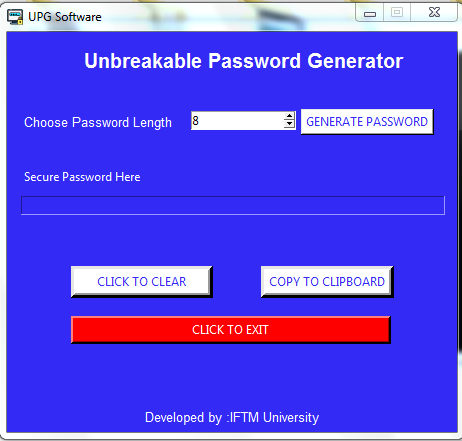 UPG Software
Unbreakable Password Generator
Choose Password Length 8 GENERATE PASSWORD
Secure Password Here
CLICK TO CLEAR COPY TO CLIPBOARD
CLICK TO EXIT
Developed by :IFTM University